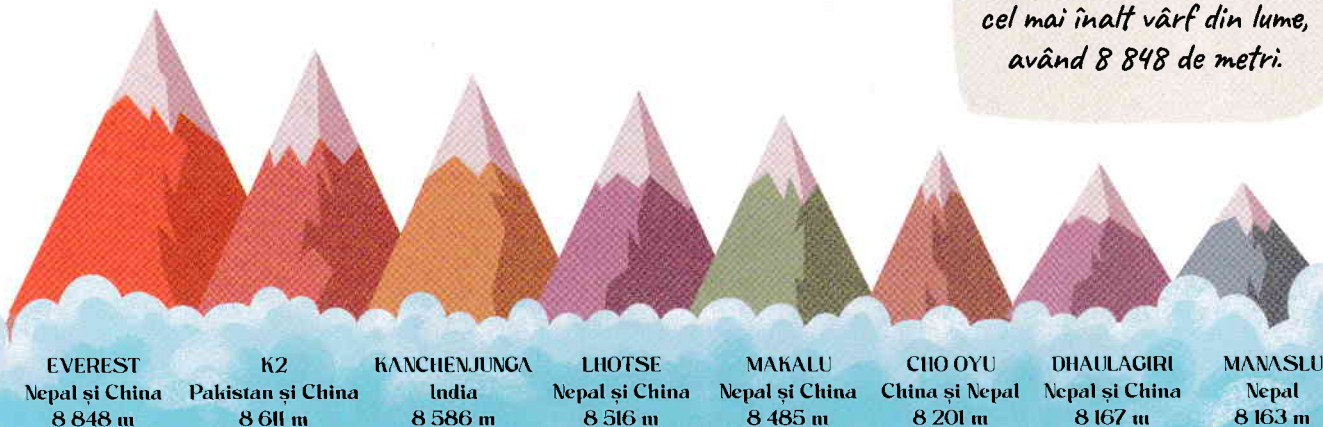 cel mai înalt vârf din lume,
având 8 848 de metri.
EVEREST
Nepal și China
8 848 m
K2
Pakistan și China
8 611 m
KANCHENJUNGA
India
8 586 m
LHOTSE
Nepal și China
8 516 m
MAKALU
Nepal și China
8 485 m
CHO OYU
China și Nepal
8 201 m
DHAULAGIRI
Nepal și China
8 167 m
MANASLU
Nepal
8 163 m